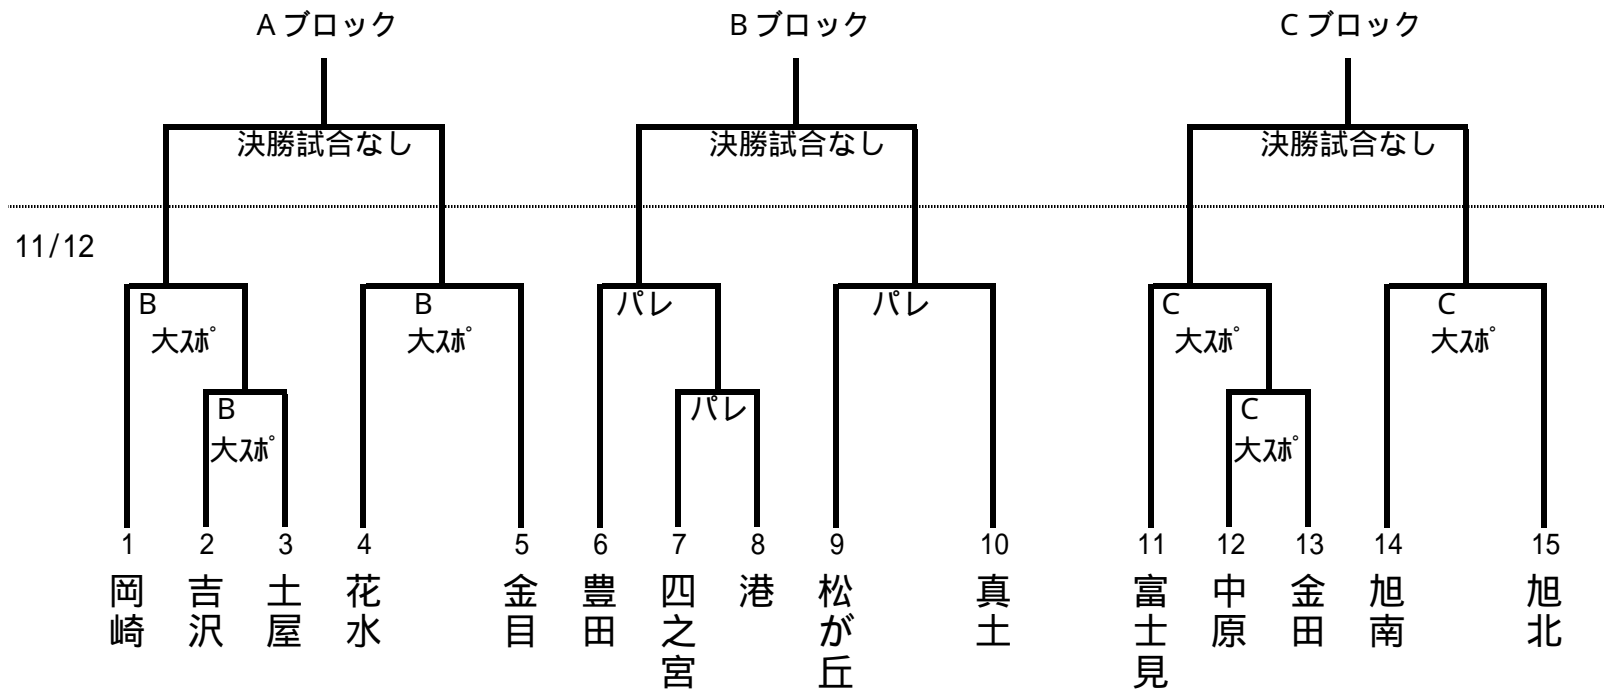 Aブロック Bブロック Cブロック
決勝試合なし 決勝試合なし 決勝試合なし
11/12
B B パレ パレ C C
大スポ 大スポ 大スポ 大スポ
B パレ C
大スポ 大スポ
1 2 3 4 5 6 7 8 9 10 11 12 13 14 15
岡崎
吉沢
土屋
花水
金目
豊田
四之宮
港
松が丘
真土
富士見
中原
金田
旭南
旭北